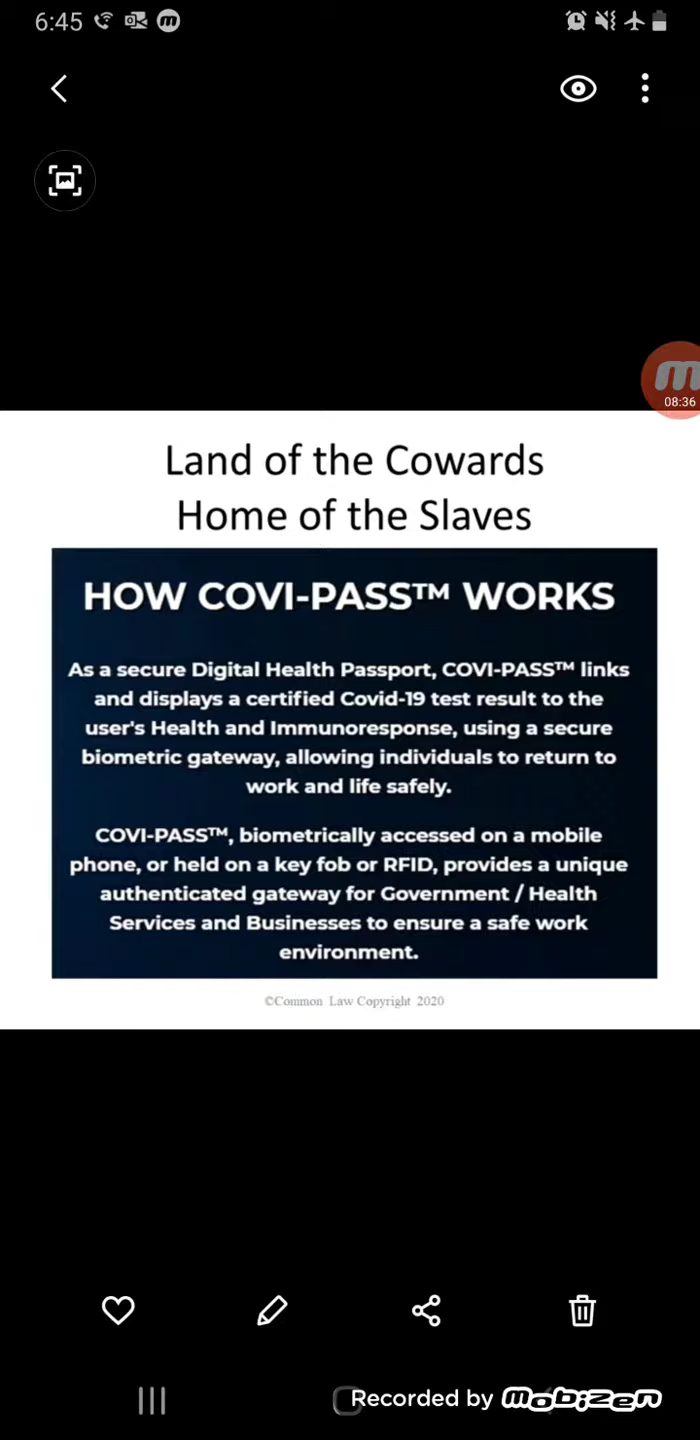 6:45
08:36
Land of the Cowards
Home of the Slaves
HOW COVI-PASS™ WORKS
As a secure Digital Health Passport, COVI-PASS™ links
and displays a certified Covid-19 test result to the
user's Health and Immunoresponse, using a secure
biometric gateway, allowing individuals to return to
work and life safely.
COVI-PASS™, biometrically accessed on a mobile
phone, or held on a key fob or RFID, provides a unique
authenticated gateway for Government / Health
Services and Businesses to ensure a safe work
environment.
©Common Law Copyright 2020
Recorded by mobizen